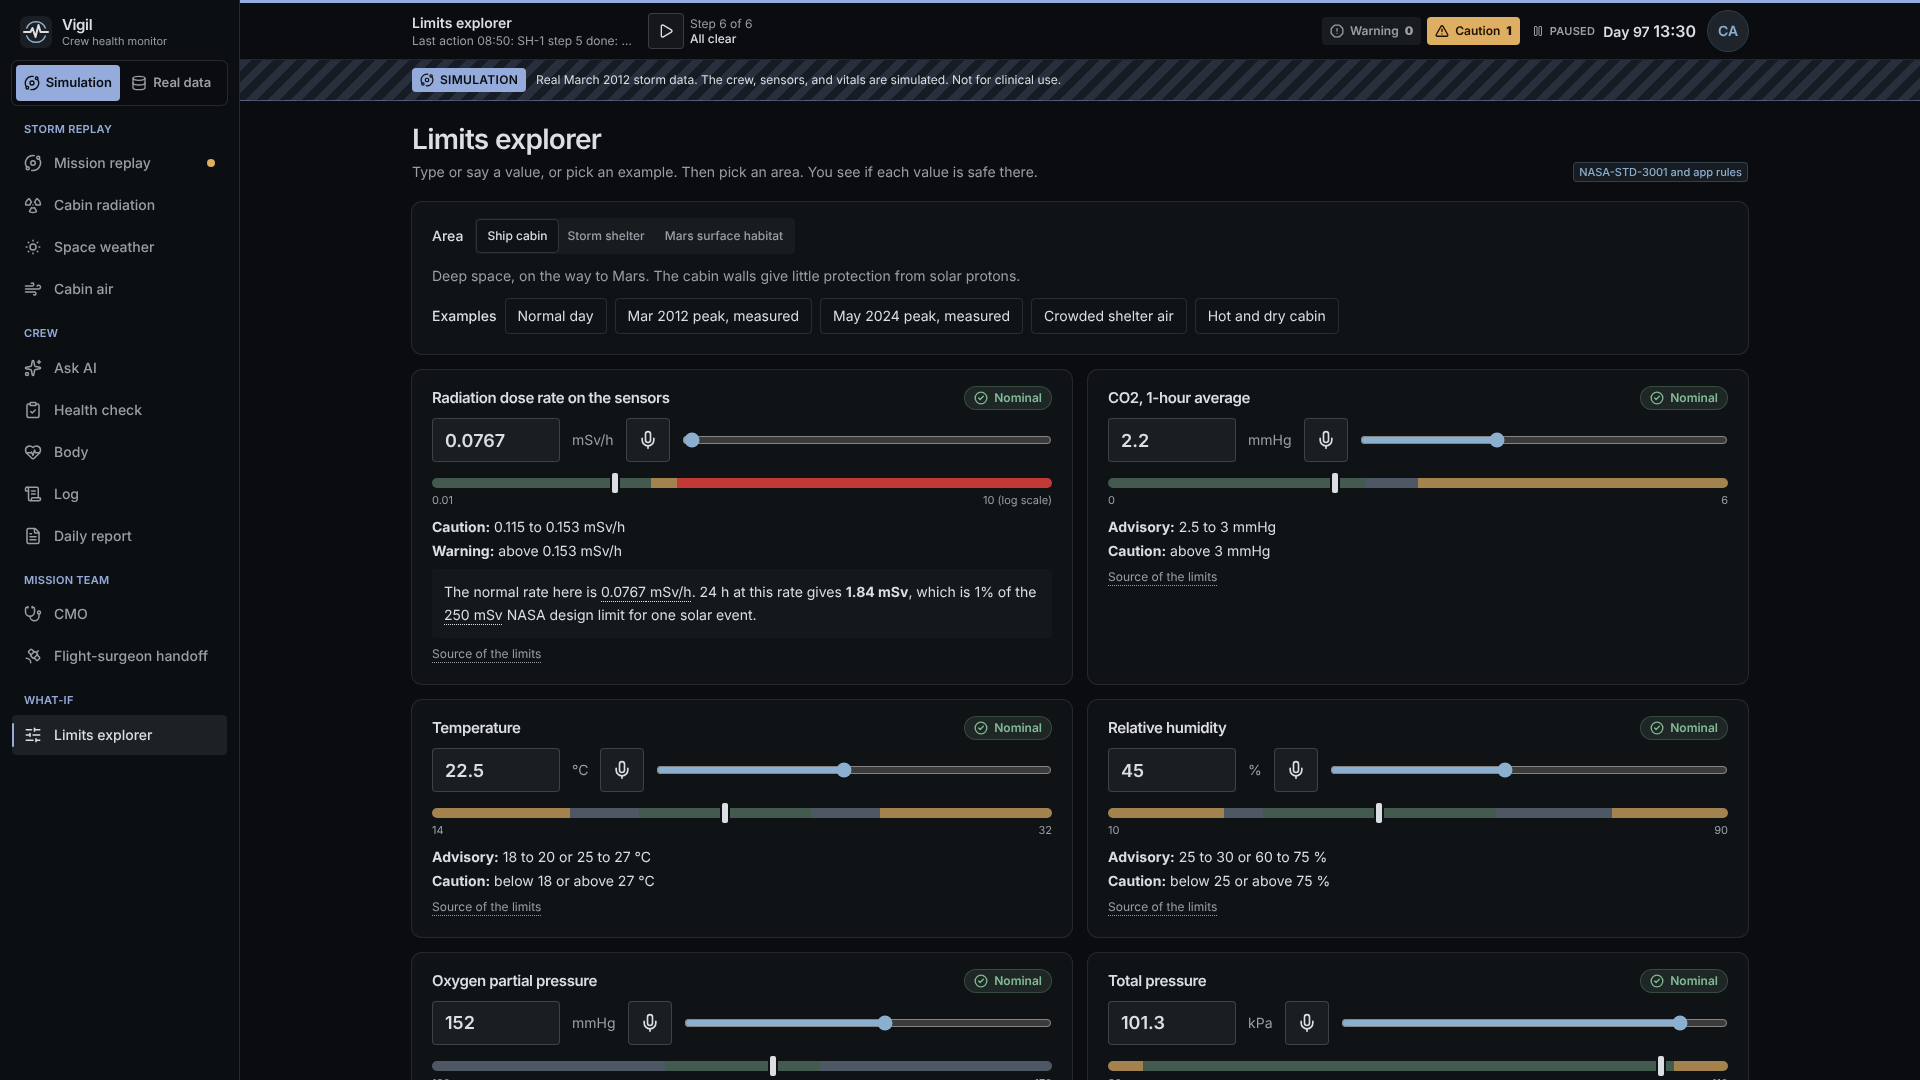 Vigil
Crew health monitor
Simulation
Real data
STORM REPLAY
Mission replay
Cabin radiation
Space weather
Cabin air
CREW
Ask AI
Health check
Body
Log
Daily report
MISSION TEAM
CMO
Flight-surgeon handoff
WHAT-IF
Limits explorer
Limits explorer
Last action 08:50: SH-1 step 5 done: ...
Step 6 of 6
All clear
Warning 0
Caution 1
PAUSED
Day 97 13:30
CA
SIMULATION
Real March 2012 storm data. The crew, sensors, and vitals are simulated. Not for clinical use.
Limits explorer
Type or say a value, or pick an example. Then pick an area. You see if each value is safe there.
NASA-STD-3001 and app rules
Area
Ship cabin
Storm shelter
Mars surface habitat
Deep space, on the way to Mars. The cabin walls give little protection from solar protons.
Examples
Normal day
Mar 2012 peak, measured
May 2024 peak, measured
Crowded shelter air
Hot and dry cabin
Radiation dose rate on the sensors
Nominal
0.0767
mSv/h
0.01
10 (log scale)
Caution: 0.115 to 0.153 mSv/h
Warning: above 0.153 mSv/h
The normal rate here is 0.0767 mSv/h. 24 h at this rate gives 1.84 mSv, which is 1% of the
250 mSv NASA design limit for one solar event.
Source of the limits
CO2, 1-hour average
Nominal
2.2
mmHg
0
6
Advisory: 2.5 to 3 mmHg
Caution: above 3 mmHg
Source of the limits
Temperature
Nominal
22.5
°C
14
32
Advisory: 18 to 20 or 25 to 27 °C
Caution: below 18 or above 27 °C
Source of the limits
Relative humidity
Nominal
45
%
10
90
Advisory: 25 to 30 or 60 to 75 %
Caution: below 25 or above 75 %
Source of the limits
Oxygen partial pressure
Nominal
152
mmHg
Total pressure
Nominal
101.3
kPa